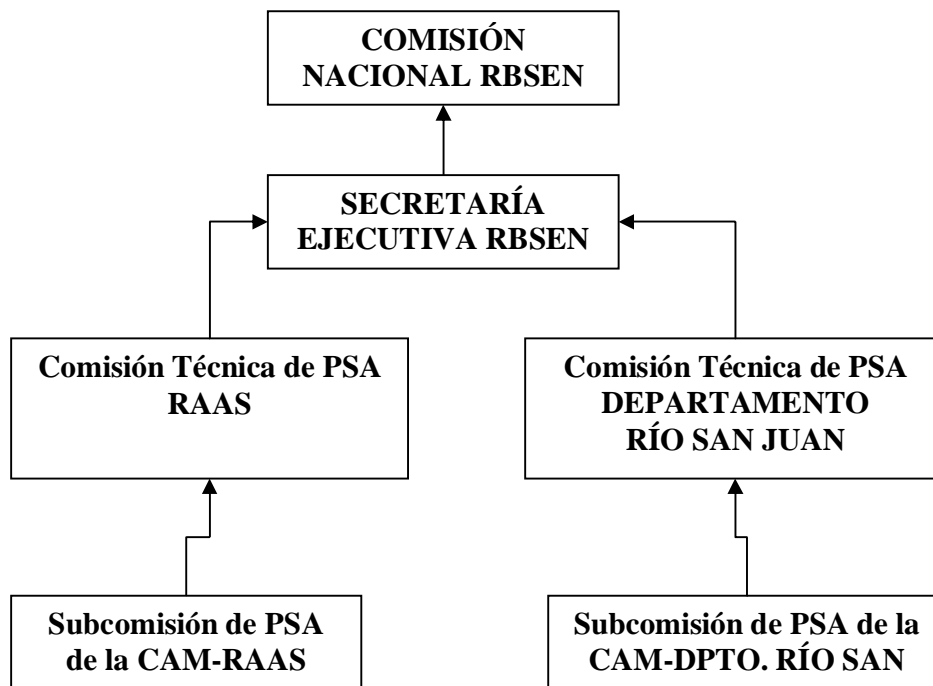 COMISIÓN
NACIONAL RBSEN
SECRETARÍA
EJECUTIVA RBSEN
Comisión Técnica de PSA
RAAS
Comisión Técnica de PSA
DEPARTAMENTO
RÍO SAN JUAN
Subcomisión de PSA
de la CAM-RAAS
Subcomisión de PSA de la
CAM-DPTO. RÍO SAN